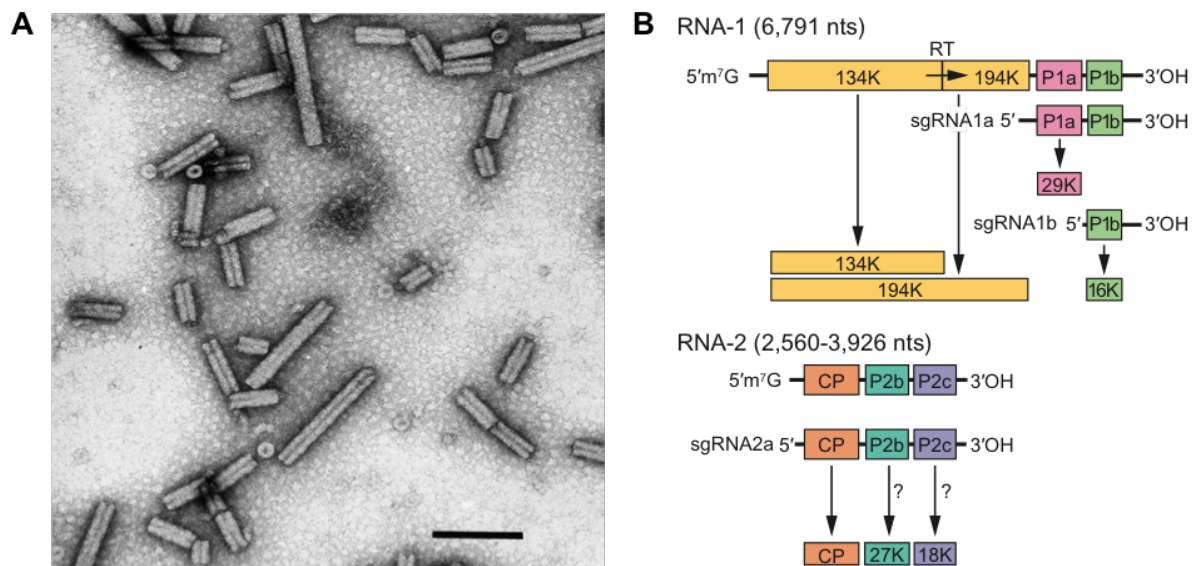 A
B
RNA-1 (6,791 nts)
RT
5′m⁷G 134K 194K P1a P1b 3′OH
sgRNA1a 5′ P1a P1b 3′OH
29K
sgRNA1b 5′ P1b 3′OH
134K
194K 16K
RNA-2 (2,560-3,926 nts)
5′m⁷G CP P2b P2c 3′OH
sgRNA2a 5′ CP P2b P2c 3′OH
? ?
CP 27K 18K